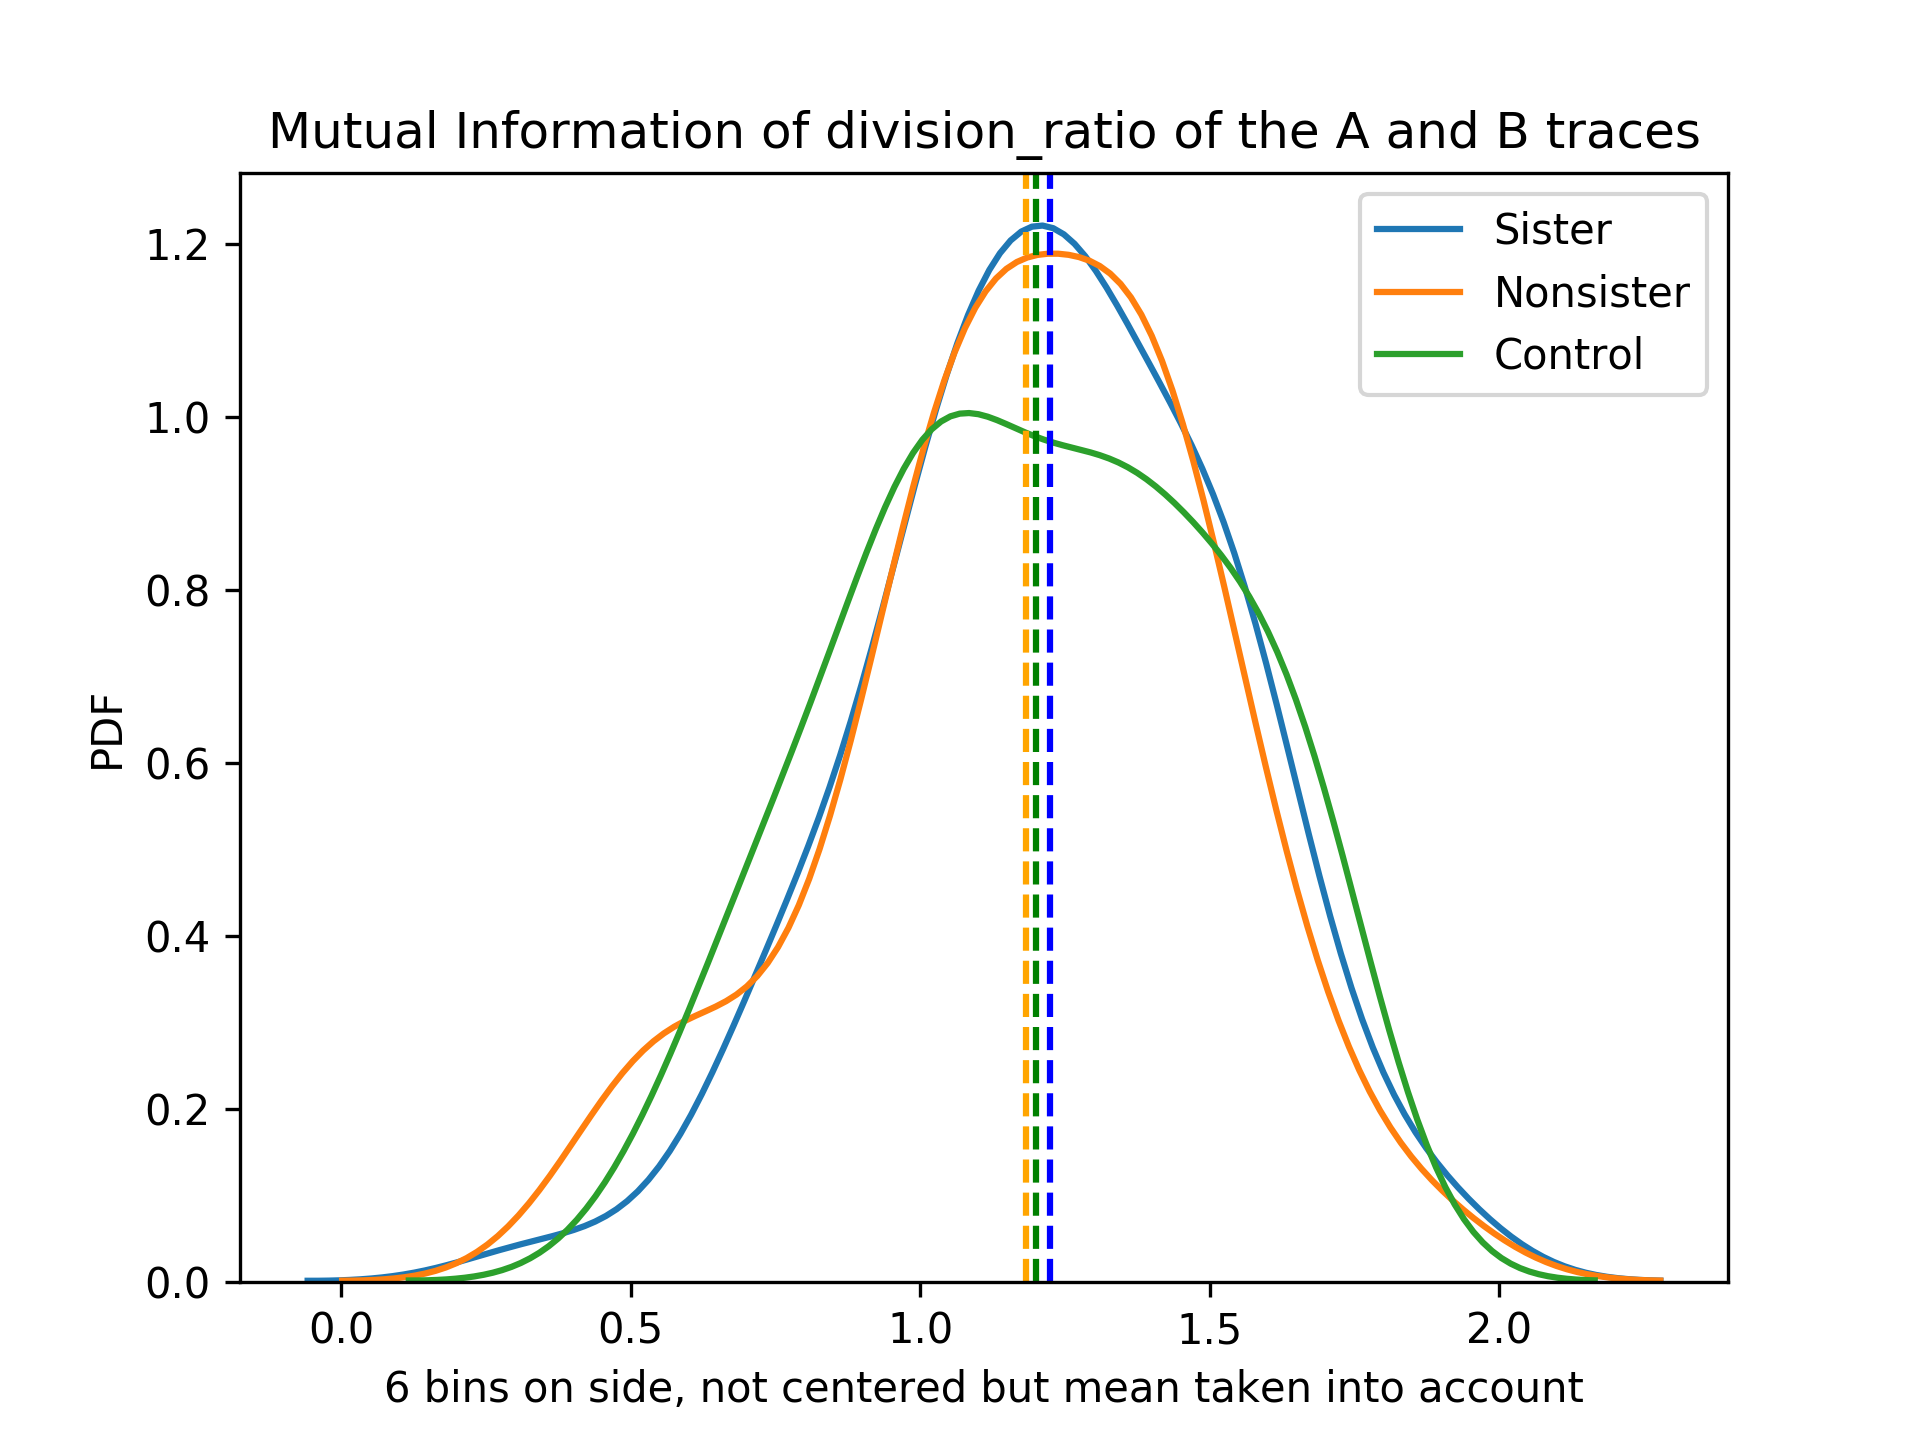 Mutual Information of division_ratio of the A and B traces
Sister
Nonsister
Control
PDF
1.2
1.0
0.8
0.6
0.4
0.2
0.0
0.0 0.5 1.0 1.5 2.0
6 bins on side, not centered but mean taken into account